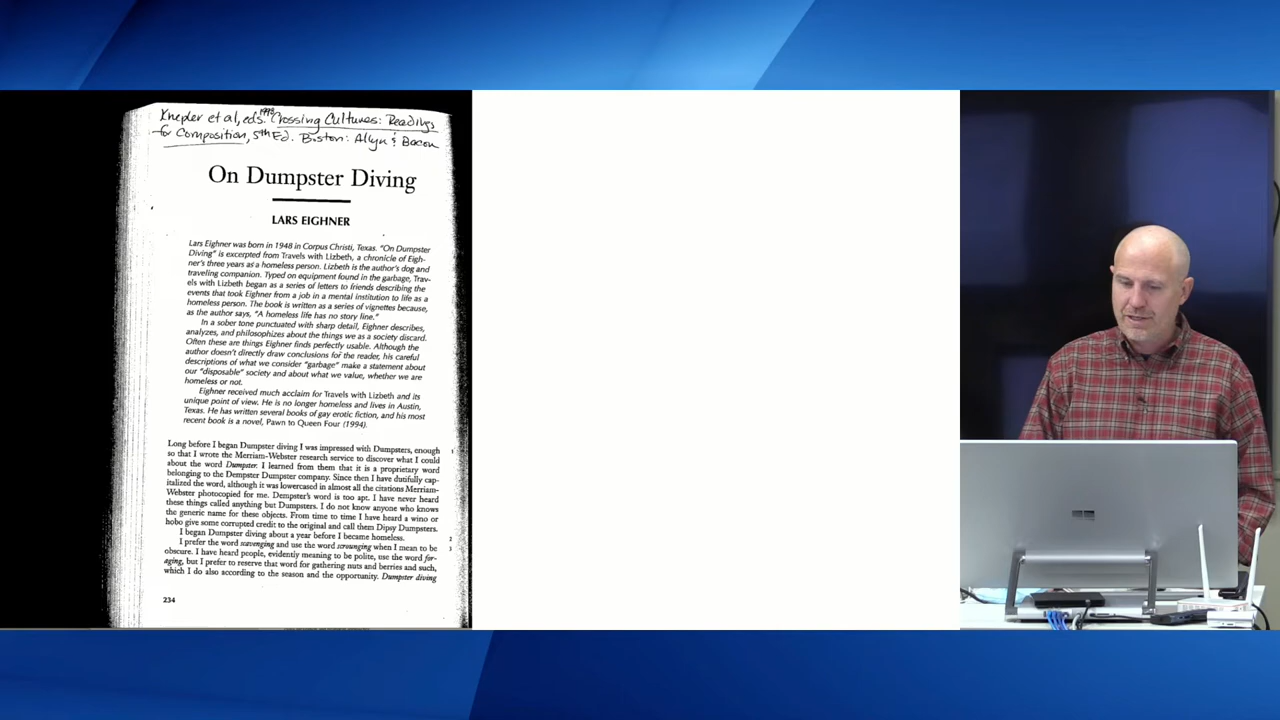 Knepler et al, eds. 1998 Crossing Cultures: Readings
for Composition, 5th Ed. Boston: Allyn & Bacon
On Dumpster Diving
LARS EIGHNER
Lars Eighner was born in 1948 in Corpus Christi, Texas. "On Dumpster
Diving" is excerpted from Travels with Lizbeth, a chronicle of Eigh-
ner's three years as a homeless person. Lizbeth is the author's dog and
traveling companion. Typed on equipment found in the garbage, Trav-
els with Lizbeth began as a series of letters to friends describing the
events that took Eighner from a job in a mental institution to life as a
homeless person. The book is written as a series of vignettes because,
as the author says, "A homeless life has no story line."
In a sober tone punctuated with sharp detail, Eighner describes,
analyzes, and philosophizes about the things we as a society discard.
Often these are things Eighner finds perfectly usable. Although the
author doesn't directly draw conclusions for the reader, his careful
descriptions of what we consider "garbage" make a statement about
our "disposable" society and about what we value, whether we are
homeless or not.
Eighner received much acclaim for Travels with Lizbeth and its
unique point of view. He is no longer homeless and lives in Austin,
Texas. He has written several books of gay erotic fiction, and his most
recent book is a novel, Pawn to Queen Four (1994).
Long before I began Dumpster diving I was impressed with Dumpsters, enough 1
so that I wrote the Merriam-Webster research service to discover what I could
about the word Dumpster. I learned from them that it is a proprietary word
belonging to the Dempster Dumpster company. Since then I have dutifully cap-
italized the word, although it was lowercased in almost all the citations Merriam-
Webster photocopied for me. Dempster's word is too apt. I have never heard
these things called anything but Dumpsters. I do not know anyone who knows
the generic name for these objects. From time to time I have heard a wino or
hobo give some corrupted credit to the original and call them Dipsy Dumpsters.
I began Dumpster diving about a year before I became homeless. 2
I prefer the word scavenging and use the word scrounging when I mean to be 3
obscure. I have heard people, evidently meaning to be polite, use the word for-
aging, but I prefer to reserve that word for gathering nuts and berries and such,
which I do also according to the season and the opportunity. Dumpster diving
234